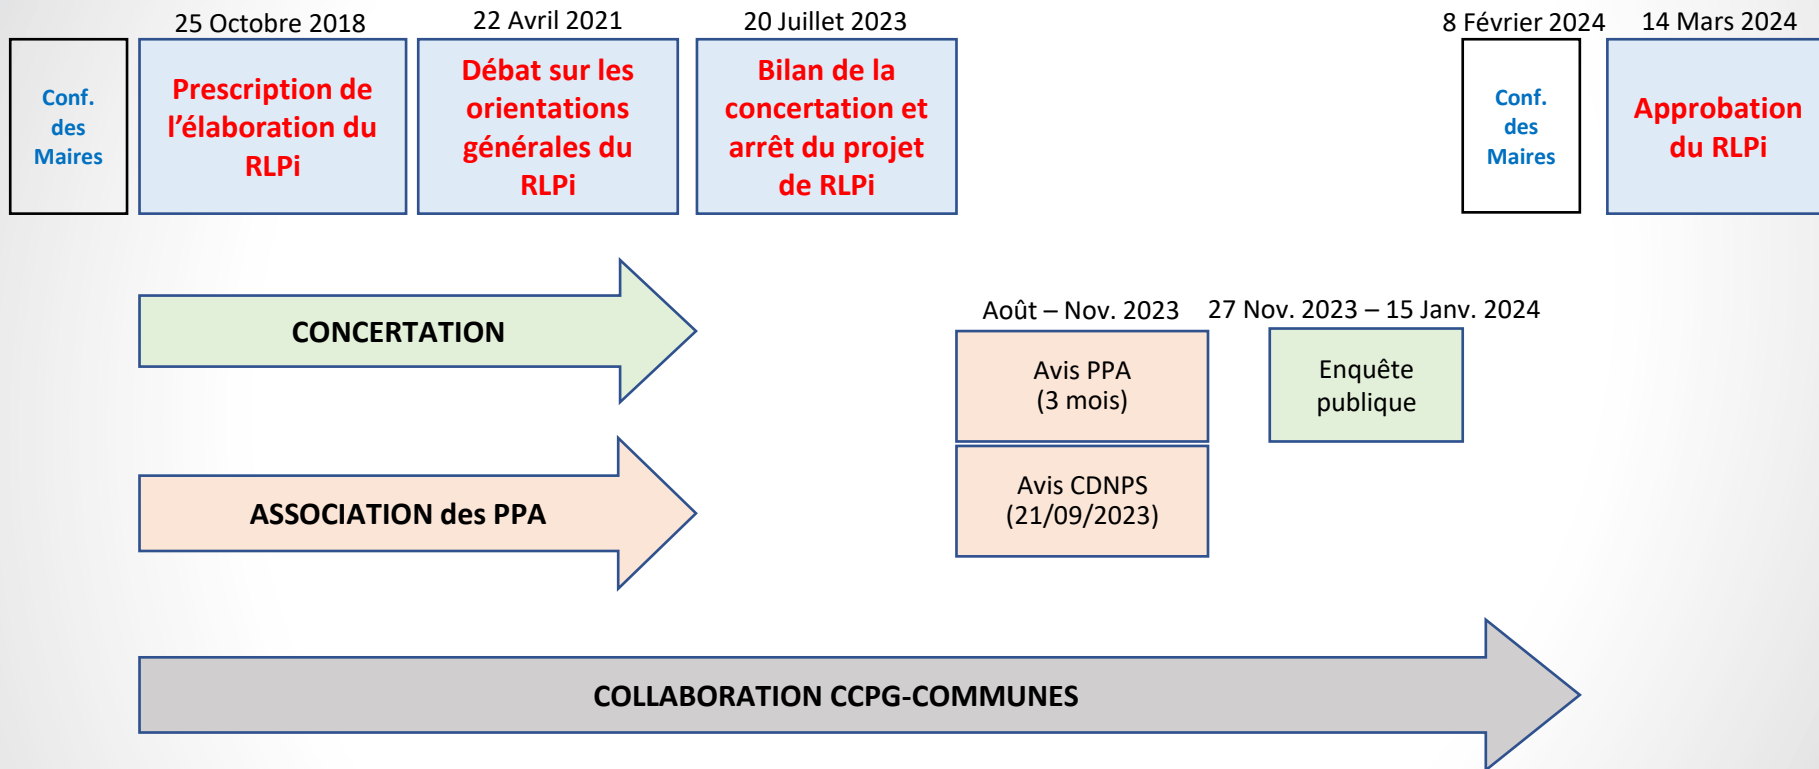 25 Octobre 2018
22 Avril 2021
20 Juillet 2023
8 Février 2024
14 Mars 2024
Conf.
des
Maires
Prescription de
l'élaboration du
RLPi
Débat sur les
orientations
générales du
RLPi
Bilan de la
concertation et
arrêt du projet
de RLPi
Conf.
des
Maires
Approbation
du RLPi
CONCERTATION
Août – Nov. 2023
27 Nov. 2023 – 15 Janv. 2024
Avis PPA
(3 mois)
Enquête
publique
Avis CDNPS
(21/09/2023)
ASSOCIATION des PPA
COLLABORATION CCPG-COMMUNES